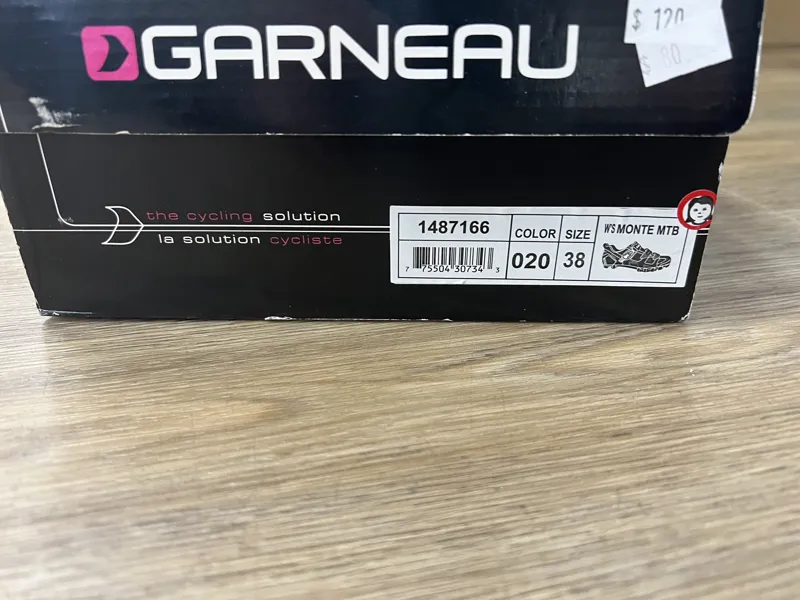 GARNEAU
$ 120
$ 80
the cycling solution
la solution cycliste
1487166
7 75504 30734 3
COLOR
020
SIZE
38
WS MONTE MTB